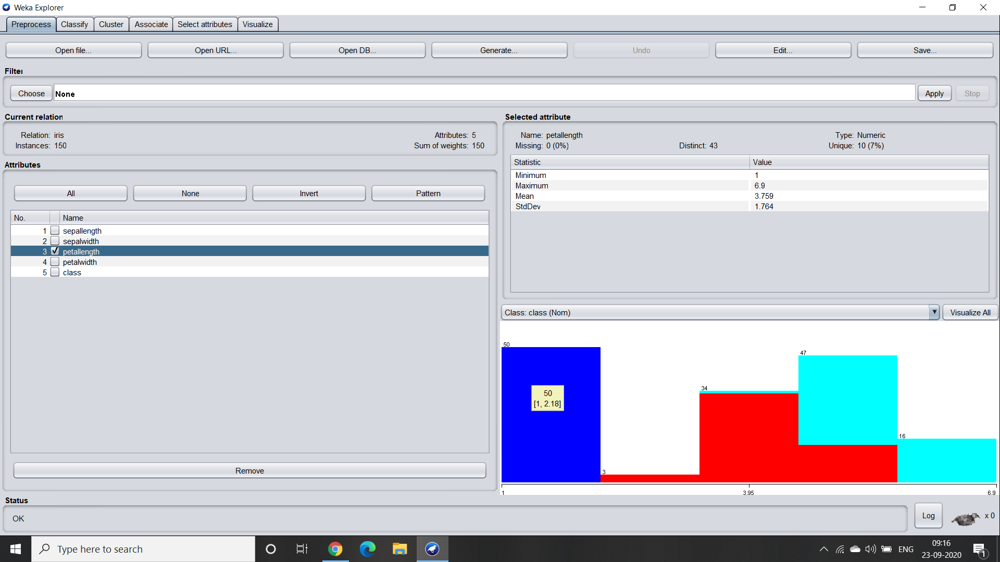 Weka Explorer
Preprocess Classify Cluster Associate Select attributes Visualize
Open file... Open URL... Open DB... Generate... Undo Edit... Save...
Filter
Choose None Apply Stop
Current relation
Relation: iris Attributes: 5
Instances: 150 Sum of weights: 150
Attributes
All None Invert Pattern
No. Name
1 sepallength
2 sepalwidth
3 petallength
4 petalwidth
5 class
Remove
Selected attribute
Name: petallength Type: Numeric
Missing: 0 (0%) Distinct: 43 Unique: 10 (7%)
Statistic Value
Minimum 1
Maximum 6.9
Mean 3.759
StdDev 1.764
Class: class (Nom) Visualize All
50
47
34
50
[1, 2.18]
16
3
1 3.95 6.9
Status
OK
Log x 0
Type here to search
ENG
09:16
23-09-2020
1